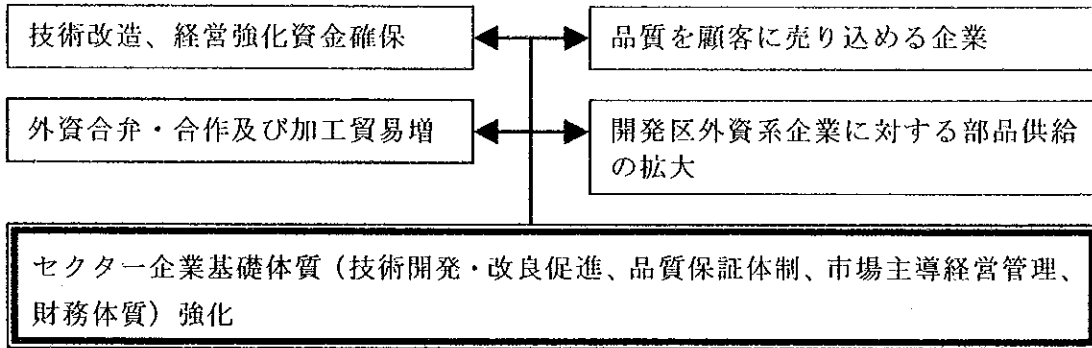 技術改造、経営強化資金確保
品質を顧客に売り込める企業
外資合弁・合作及び加工貿易増
開発区外資系企業に対する部品供給
の拡大
セクター企業基礎体質（技術開発・改良促進、品質保証体制、市場主導経営管理、
財務体質）強化